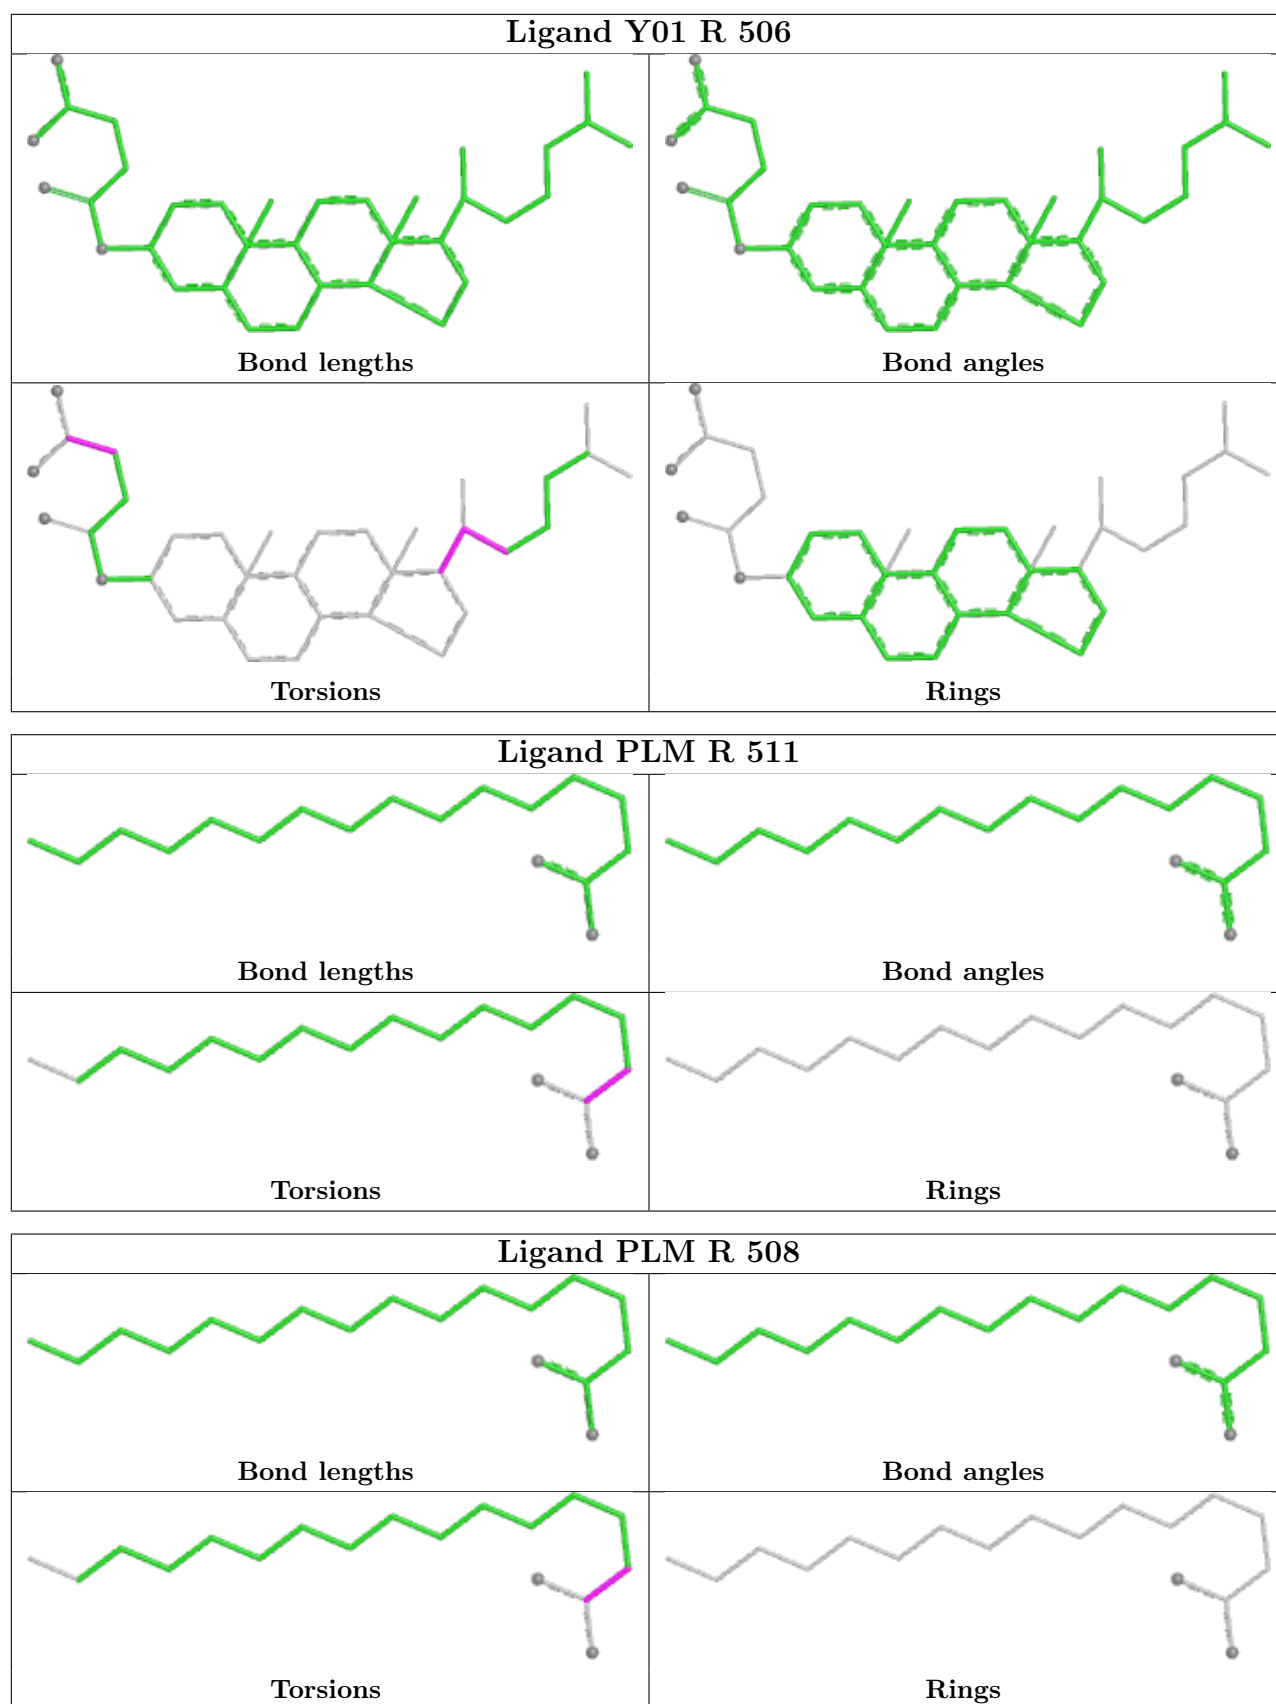 Ligand Y01 R 506
Bond lengths
Bond angles
Torsions
Rings
Ligand PLM R 511
Bond lengths
Bond angles
Torsions
Rings
Ligand PLM R 508
Bond lengths
Bond angles
Torsions
Rings